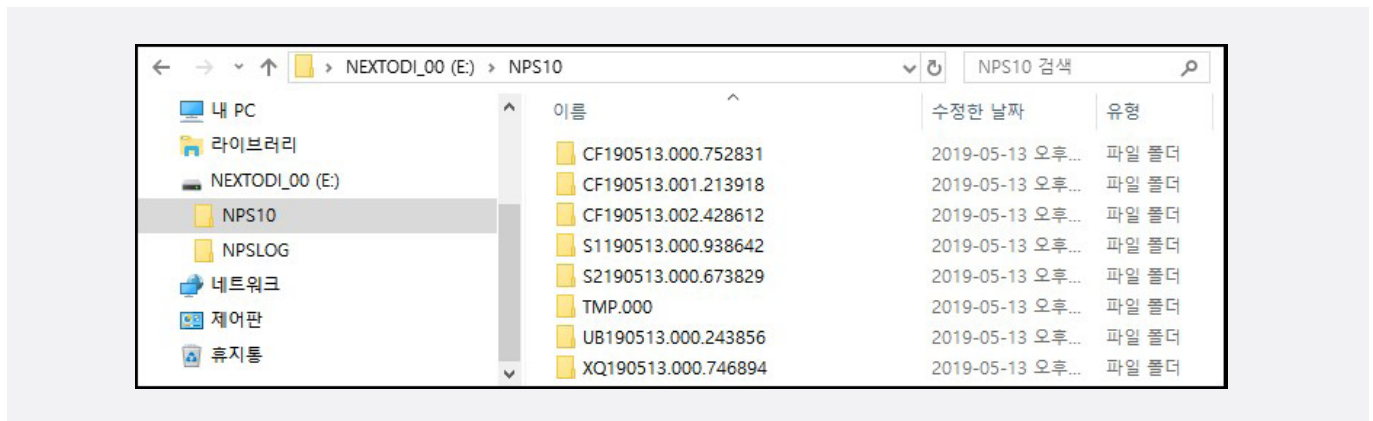 NEXTODI_00 (E:) > NPS10
NPS10 검색
내 PC
라이브러리
NEXTODI_00 (E:)
NPS10
NPSLOG
네트워크
제어판
휴지통
이름 수정한 날짜 유형
CF190513.000.752831 2019-05-13 오후... 파일 폴더
CF190513.001.213918 2019-05-13 오후... 파일 폴더
CF190513.002.428612 2019-05-13 오후... 파일 폴더
S1190513.000.938642 2019-05-13 오후... 파일 폴더
S2190513.000.673829 2019-05-13 오후... 파일 폴더
TMP.000 2019-05-13 오후... 파일 폴더
UB190513.000.243856 2019-05-13 오후... 파일 폴더
XQ190513.000.746894 2019-05-13 오후... 파일 폴더